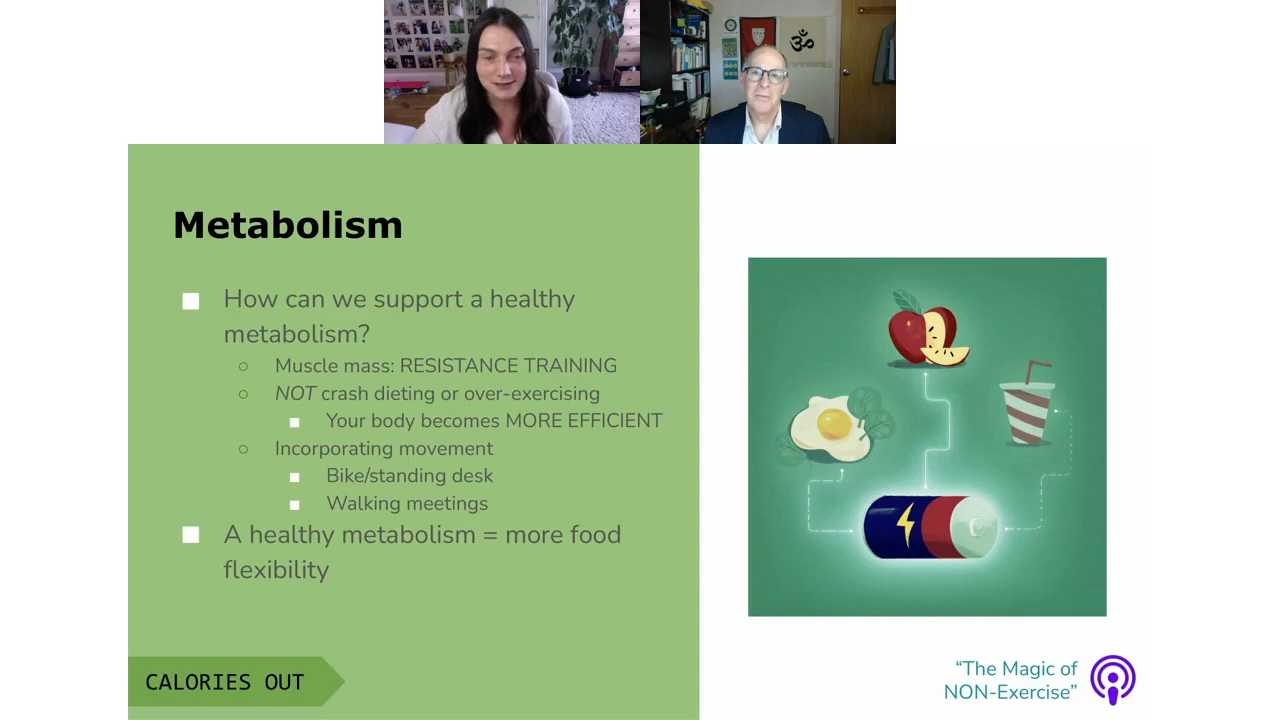 Metabolism
How can we support a healthy
metabolism?
Muscle mass: RESISTANCE TRAINING
NOT crash dieting or over-exercising
Your body becomes MORE EFFICIENT
Incorporating movement
Bike/standing desk
Walking meetings
A healthy metabolism = more food
flexibility
CALORIES OUT
“The Magic of
NON-Exercise”
ॐ